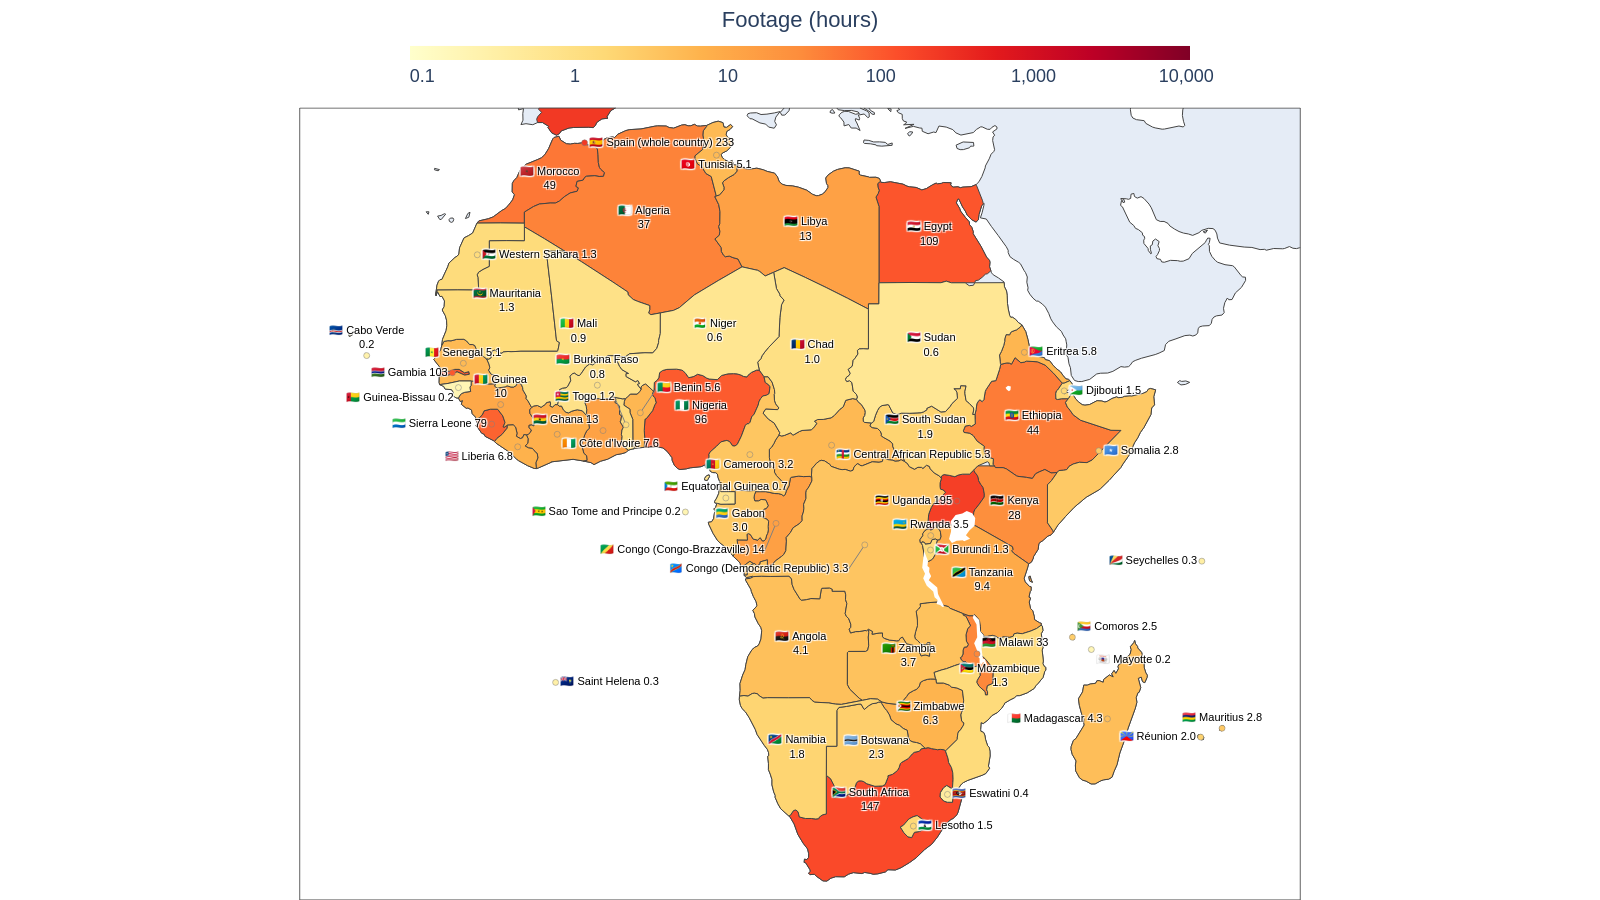 Footage (hours)
0.1 1 10 100 1,000 10,000
Spain (whole country) 233
Tunisia 5.1
Morocco
49
Algeria
37
Libya
13
Egypt
109
Western Sahara 1.3
Mauritania
1.3
Cabo Verde
0.2
Mali
0.9
Niger
0.6
Chad
1.0
Sudan
0.6
Eritrea 5.8
Senegal 5.1
Gambia 103
Guinea
10
Burkina Faso
0.8
Benin 5.6
Djibouti 1.5
Guinea-Bissau 0.2
Togo 1.2
Nigeria
96
Sierra Leone 79
Ghana 13
South Sudan
1.9
Ethiopia
44
Côte d'Ivoire 7.6
Liberia 6.8
Cameroon 3.2
Central African Republic 5.3
Somalia 2.8
Equatorial Guinea 0.7
Uganda 195
Kenya
28
Sao Tome and Principe 0.2
Gabon
3.0
Rwanda 3.5
Congo (Congo-Brazzaville) 14
Burundi 1.3
Seychelles 0.3
Congo (Democratic Republic) 3.3
Tanzania
9.4
Comoros 2.5
Angola
4.1
Zambia
3.7
Malawi 33
Mayotte 0.2
Mozambique
1.3
Saint Helena 0.3
Zimbabwe
6.3
Madagascar 4.3
Mauritius 2.8
Réunion 2.0
Namibia
1.8
Botswana
2.3
South Africa
147
Eswatini 0.4
Lesotho 1.5